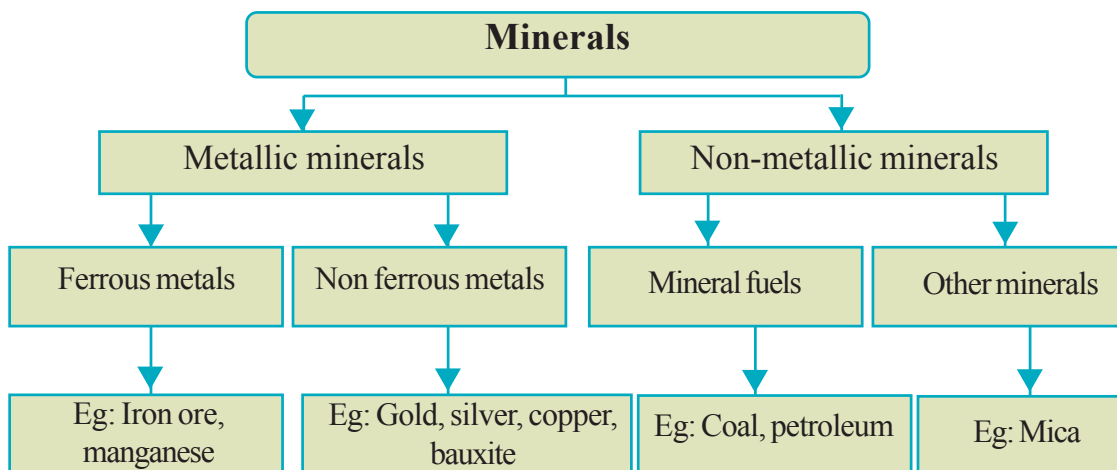 Minerals
Metallic minerals
Non-metallic minerals
Ferrous metals
Non ferrous metals
Mineral fuels
Other minerals
Eg: Iron ore,
manganese
Eg: Gold, silver, copper,
bauxite
Eg: Coal, petroleum
Eg: Mica